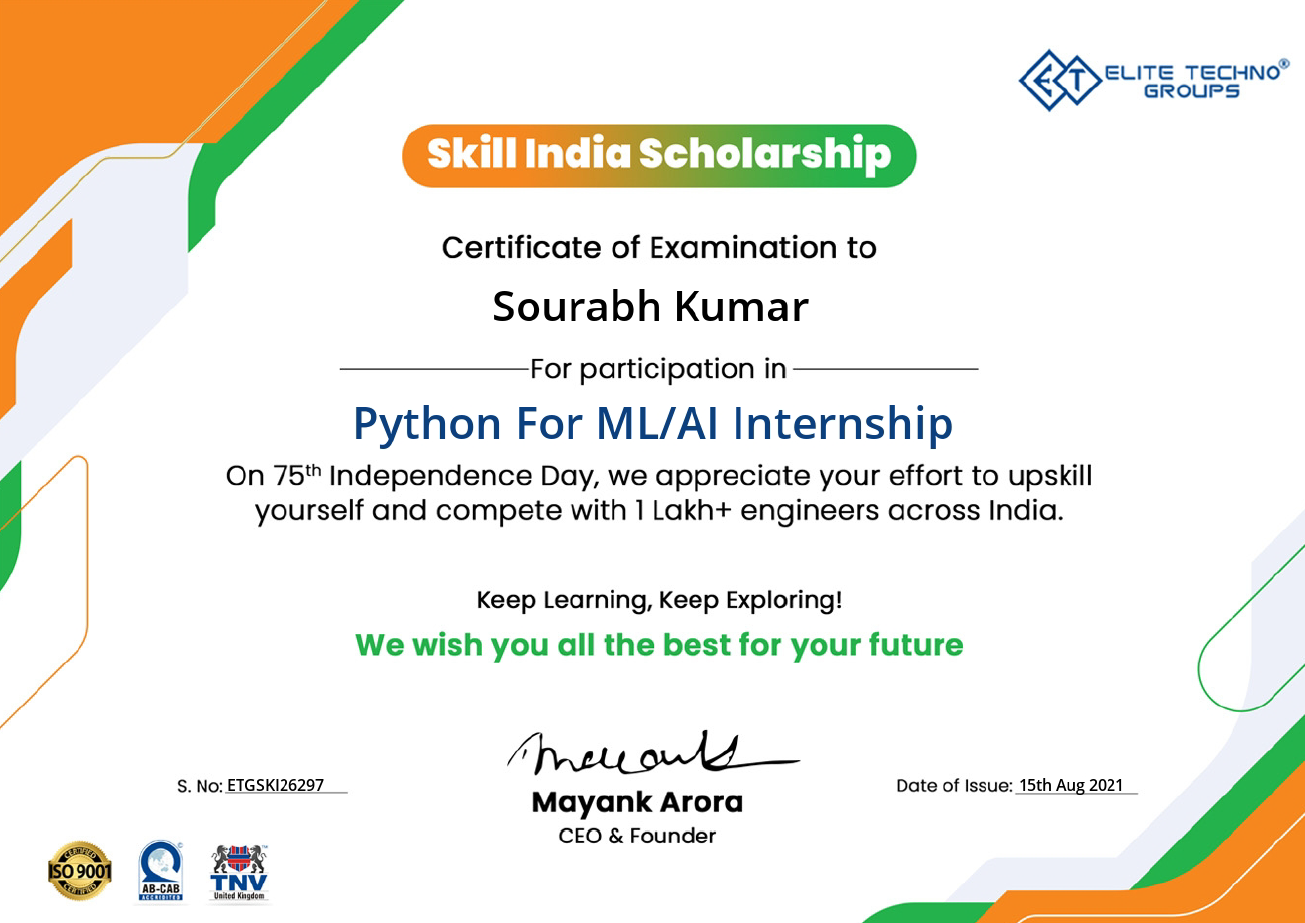 ELITE TECHNO®
GROUPS
Skill India Scholarship
Certificate of Examination to
Sourabh Kumar
For participation in
Python For ML/AI Internship
On 75th Independence Day, we appreciate your effort to upskill
yourself and compete with 1 Lakh+ engineers across India.
Keep Learning, Keep Exploring!
We wish you all the best for your future
S. No: ETGSKI26297
Mayank Arora
CEO & Founder
Date of Issue: 15th Aug 2021
CERTIFIED
ISO 9001
CERTIFIED
AB-CAB
ACCREDITED
TNV
United Kingdom